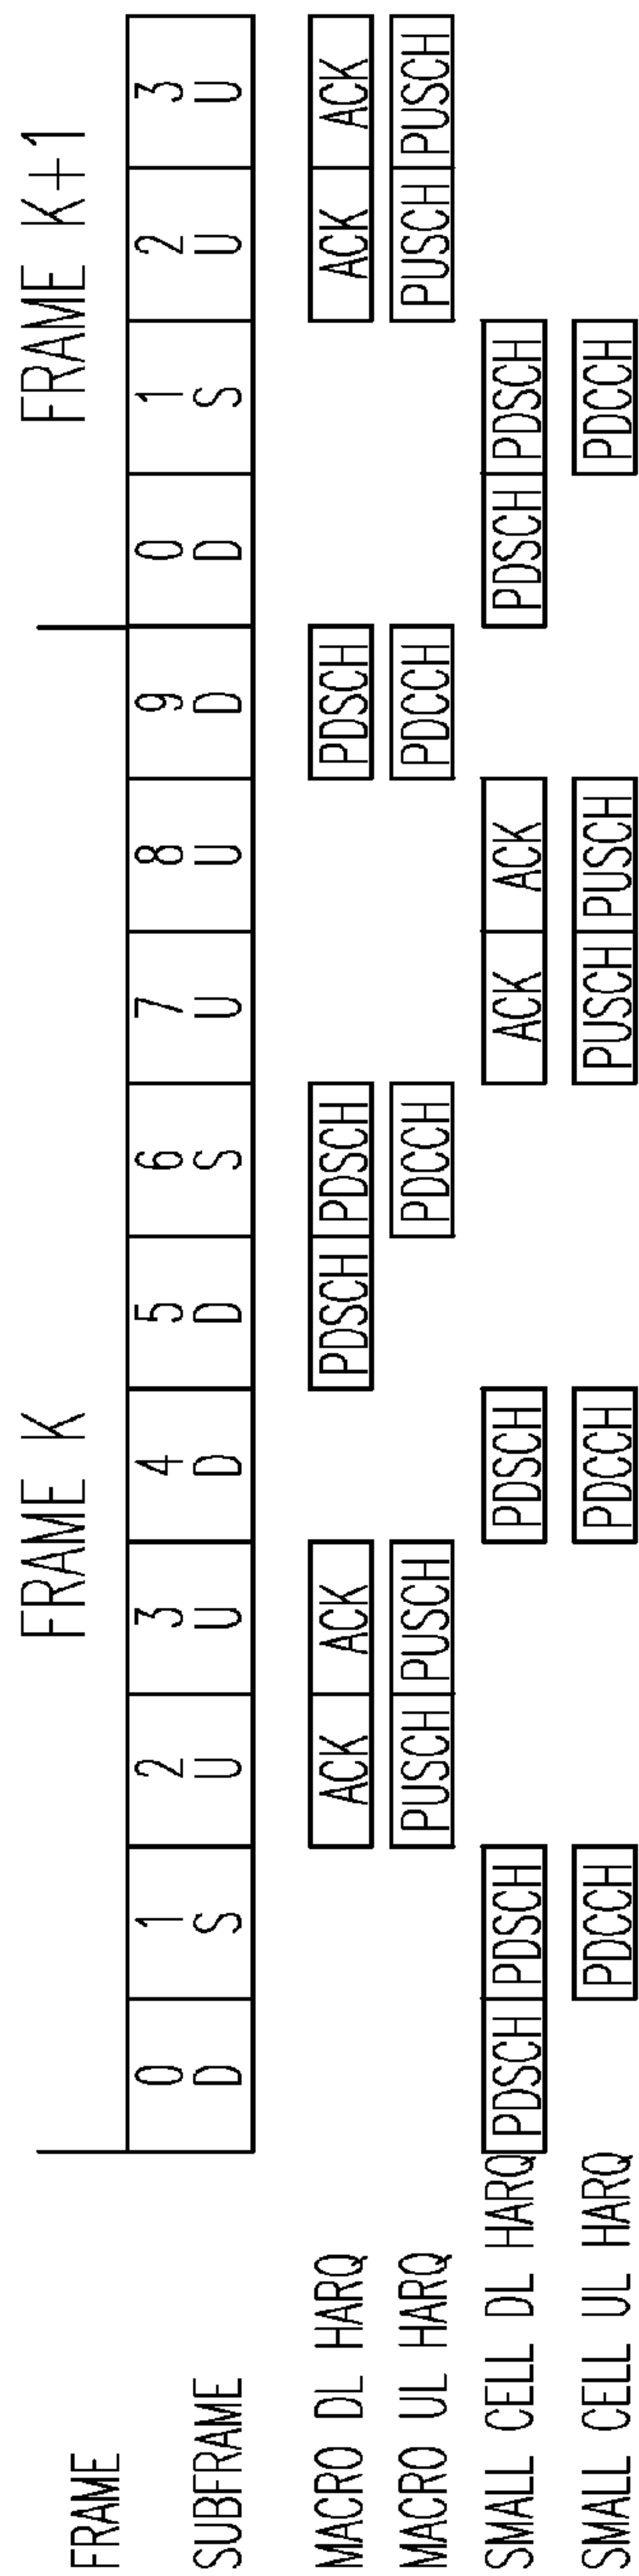 FRAME FRAME K FRAME K+1
SUBFRAME 0 1 2 3 4 5 6 7 8 9 0 1 2 3
D S U U D D S U U D D S U U
MACRO DL HARQ ACK ACK PDSCH PDSCH PDSCH ACK ACK
MACRO UL HARQ PUSCH PUSCH PDCCH PDCCH PUSCH PUSCH
SMALL CELL DL HARQ PDSCH PDSCH PDSCH ACK ACK PDSCH PDSCH
SMALL CELL UL HARQ PDCCH PDCCH PUSCH PUSCH PDCCH